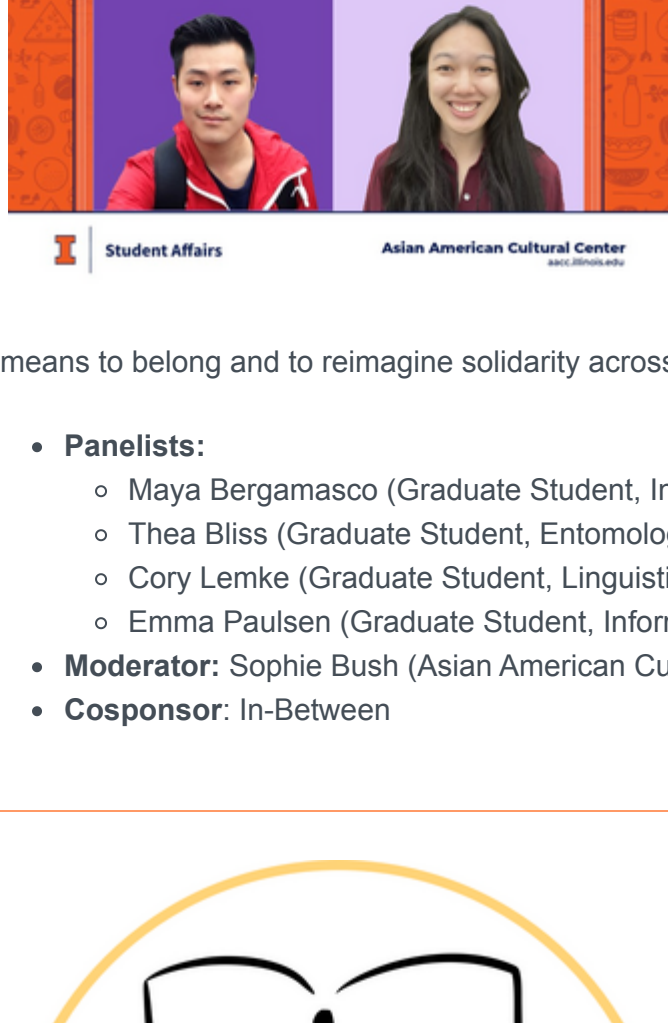 I
Student Affairs
Asian American Cultural Center
aacc.illinois.edu
means to belong and to reimagine solidarity across
Panelists:
Maya Bergamasco (Graduate Student, In
Thea Bliss (Graduate Student, Entomolog
Cory Lemke (Graduate Student, Linguisti
Emma Paulsen (Graduate Student, Inform
Moderator: Sophie Bush (Asian American Cu
Cosponsor: In-Between